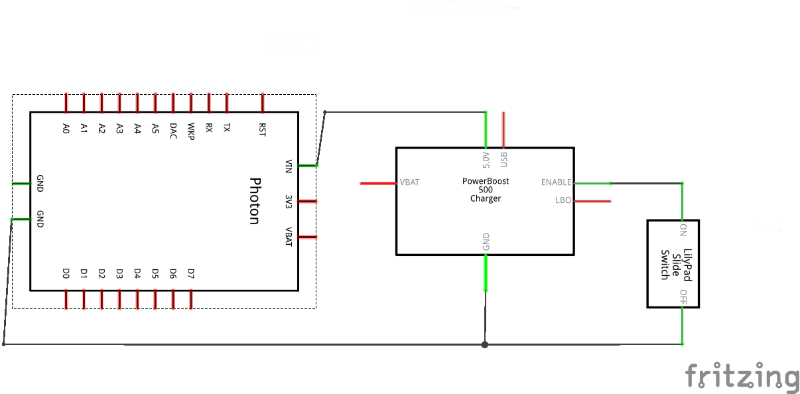 A0
A1
A2
A3
A4
A5
DAC
WKP
RX
TX
RST
VIN
3V3
VBAT
Photon
GND
GND
D0
D1
D2
D3
D4
D5
D6
D7
5.0V
USB
VBAT
PowerBoost
500
Charger
ENABLE
LBO
GND
ON
LilyPad
Slide
Switch
OFF
fritzing